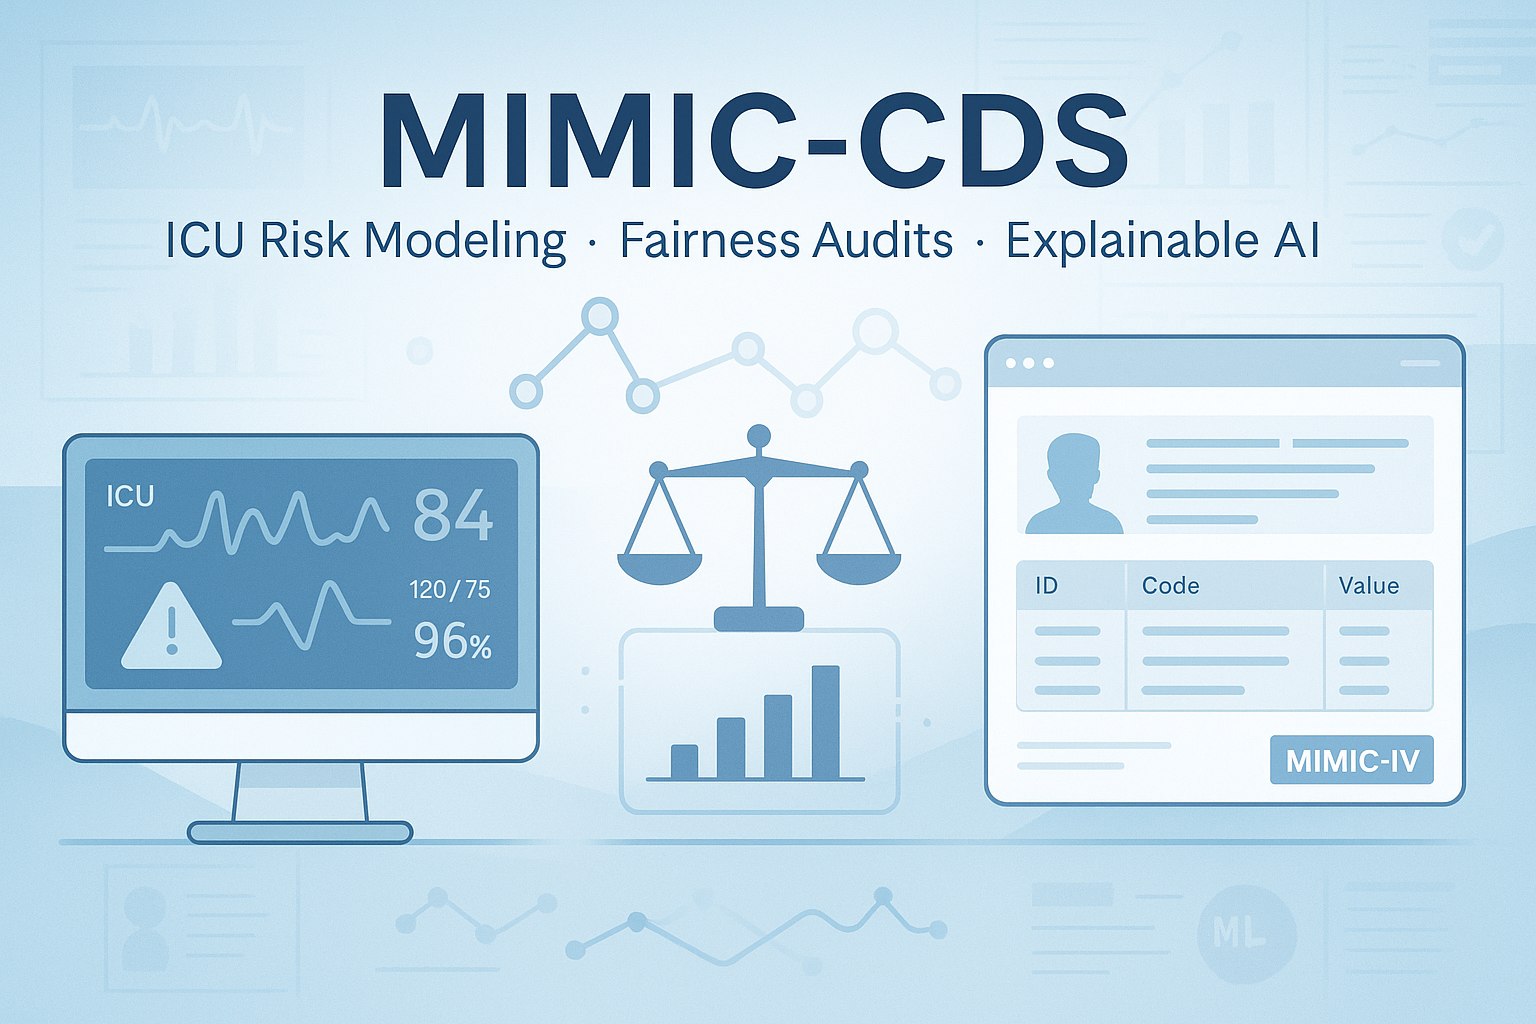 MIMIC-CDS
ICU Risk Modeling · Fairness Audits · Explainable AI
ICU
84
120/75
96%
ID Code Value
MIMIC-IV
ML